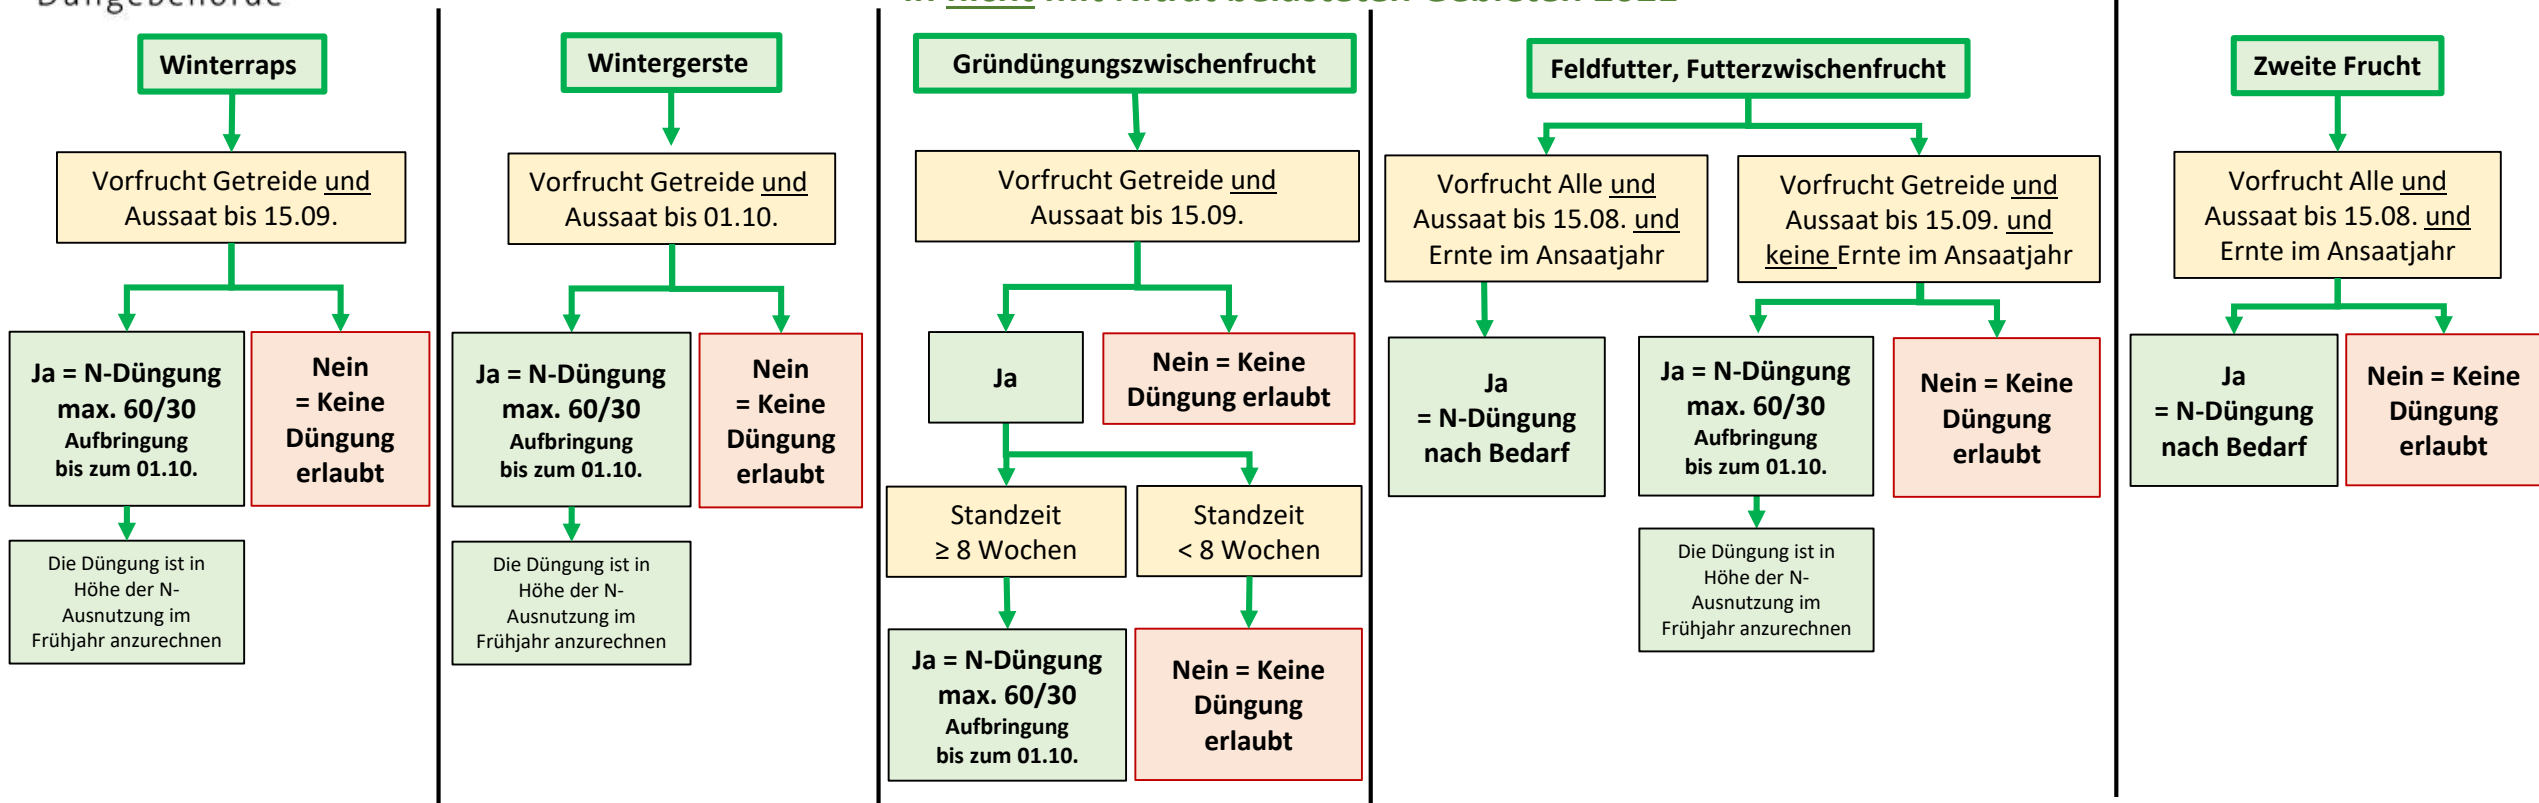 Düngebehörde
in nicht mit Nitrat belasteten Gebieten
Winterraps
Vorfrucht Getreide und
Aussaat bis 15.09.
Ja = N-Düngung
max. 60/30
Aufbringung
bis zum 01.10.
Nein
= Keine
Düngung
erlaubt
Die Düngung ist in
Höhe der N-
Ausnutzung im
Frühjahr anzurechnen
Wintergerste
Vorfrucht Getreide und
Aussaat bis 01.10.
Ja = N-Düngung
max. 60/30
Aufbringung
bis zum 01.10.
Nein
= Keine
Düngung
erlaubt
Die Düngung ist in
Höhe der N-
Ausnutzung im
Frühjahr anzurechnen
Gründüngungszwischenfrucht
Vorfrucht Getreide und
Aussaat bis 15.09.
Ja
Nein = Keine
Düngung erlaubt
Standzeit
≥ 8 Wochen
Standzeit
< 8 Wochen
Ja = N-Düngung
max. 60/30
Aufbringung
bis zum 01.10.
Nein = Keine
Düngung
erlaubt
Feldfutter, Futterzwischenfrucht
Vorfrucht Alle und
Aussaat bis 15.08. und
Ernte im Ansaatjahr
Vorfrucht Getreide und
Aussaat bis 15.09. und
keine Ernte im Ansaatjahr
Ja
= N-Düngung
nach Bedarf
Ja = N-Düngung
max. 60/30
Aufbringung
bis zum 01.10.
Nein = Keine
Düngung
erlaubt
Die Düngung ist in
Höhe der N-
Ausnutzung im
Frühjahr anzurechnen
Zweite Frucht
Vorfrucht Alle und
Aussaat bis 15.08. und
Ernte im Ansaatjahr
Ja
= N-Düngung
nach Bedarf
Nein = Keine
Düngung
erlaubt